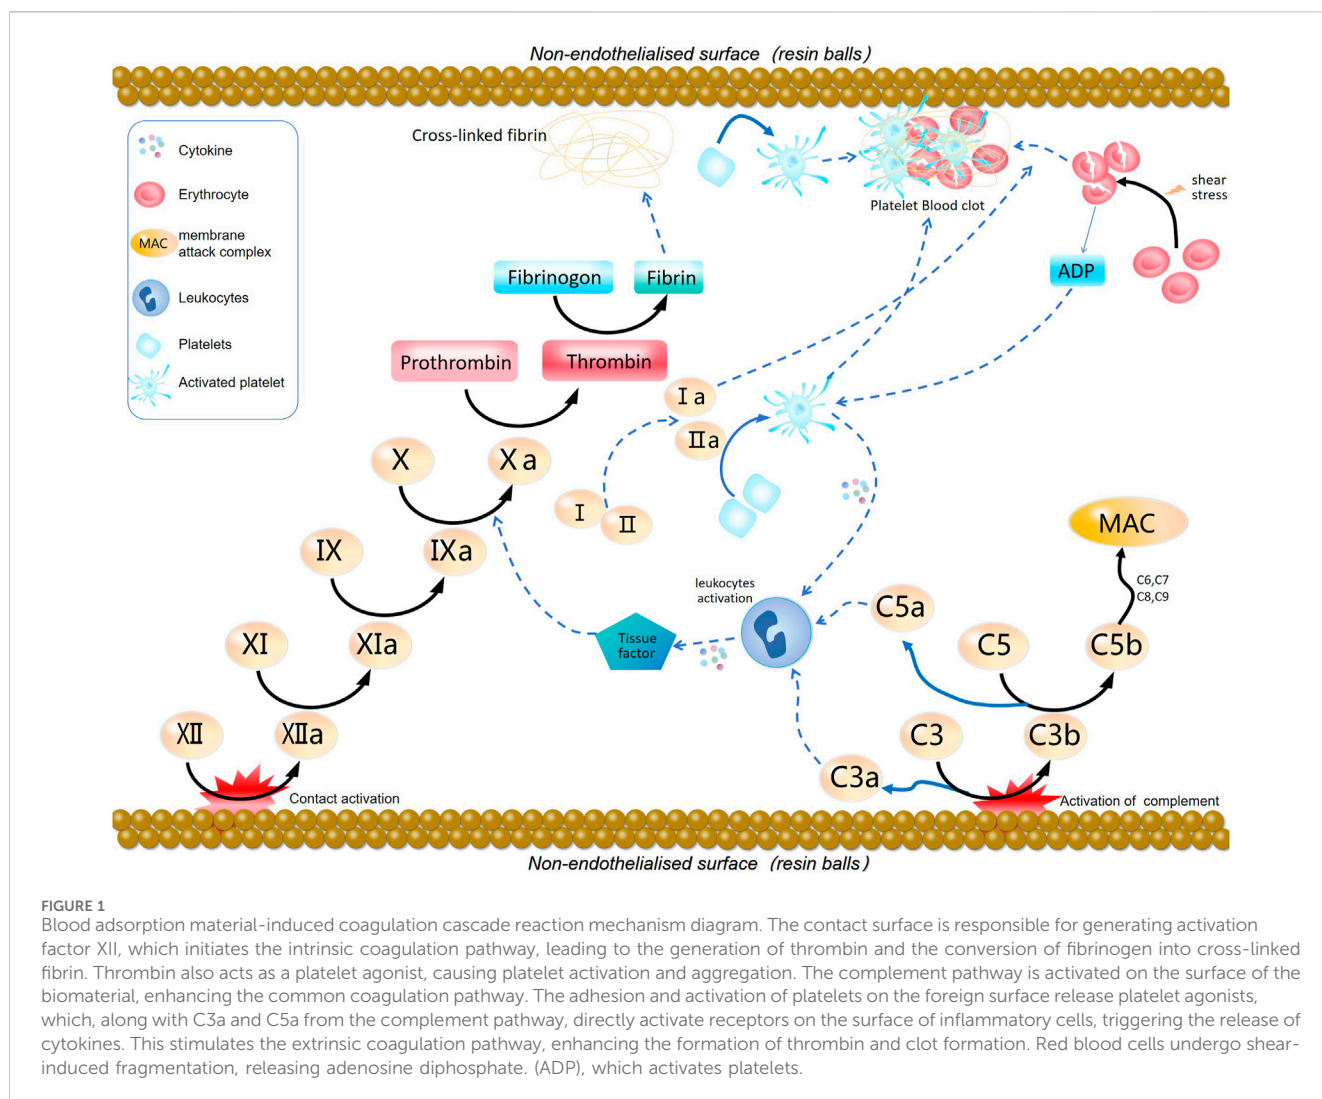 Non-endothelialised surface (resin balls)
Cytokine
Erythrocyte
MAC
membrane
attack complex
Leukocytes
Platelets
Activated platelet
Cross-linked fibrin
Platelet Blood clot
shear
stress
ADP
Fibrinogon
Fibrin
Prothrombin
Thrombin
Ia
IIa
X
Xa
I
II
IX
IXa
MAC
C6,C7
C8,C9
leukocytes
activation
Tissue
factor
C5a
C5
C5b
XI
XIa
XII
XIIa
C3
C3b
C3a
Contact activation
Activation of complement
Non-endothelialised surface (resin balls)
FIGURE 1
Blood adsorption material-induced coagulation cascade reaction mechanism diagram. The contact surface is responsible for generating activation
factor XII, which initiates the intrinsic coagulation pathway, leading to the generation of thrombin and the conversion of fibrinogen into cross-linked
fibrin. Thrombin also acts as a platelet agonist, causing platelet activation and aggregation. The complement pathway is activated on the surface of the
biomaterial, enhancing the common coagulation pathway. The adhesion and activation of platelets on the foreign surface release platelet agonists,
which, along with C3a and C5a from the complement pathway, directly activate receptors on the surface of inflammatory cells, triggering the release of
cytokines. This stimulates the extrinsic coagulation pathway, enhancing the formation of thrombin and clot formation. Red blood cells undergo shear-
induced fragmentation, releasing adenosine diphosphate. (ADP), which activates platelets.